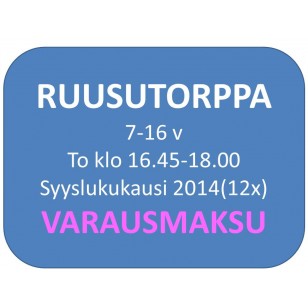 RUUSUTORPPA
7-16 v
To klo 16.45-18.00
Syyslukukausi 2014(12x)
VARAUSMAKSU